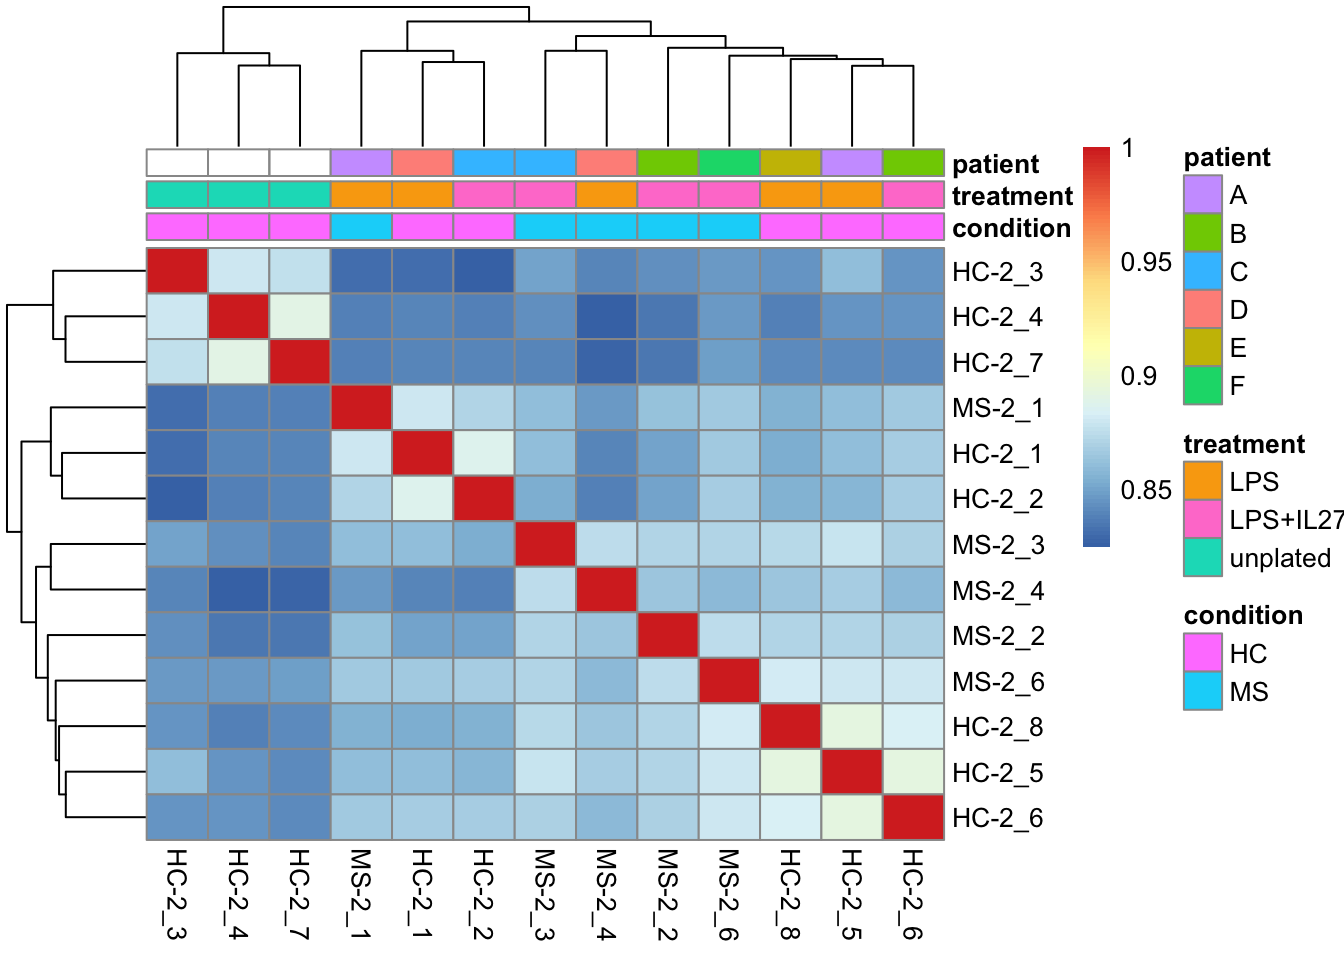 patient
treatment
condition
HC-2_3
HC-2_4
HC-2_7
MS-2_1
HC-2_1
HC-2_2
MS-2_3
MS-2_4
MS-2_2
MS-2_6
HC-2_8
HC-2_5
HC-2_6
HC-2_3
HC-2_4
HC-2_7
MS-2_1
HC-2_1
HC-2_2
MS-2_3
MS-2_4
MS-2_2
MS-2_6
HC-2_8
HC-2_5
HC-2_6
1
0.95
0.9
0.85
patient
A
B
C
D
E
F
treatment
LPS
LPS+IL27
unplated
condition
HC
MS